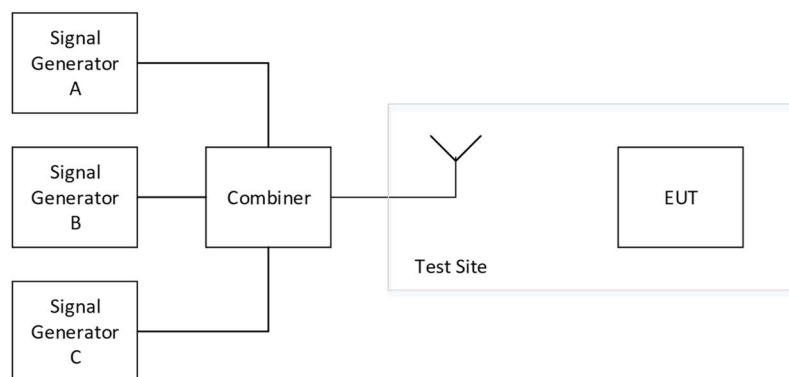 Signal
Generator
A
Signal
Generator
B
Combiner
EUT
Test Site
Signal
Generator
C